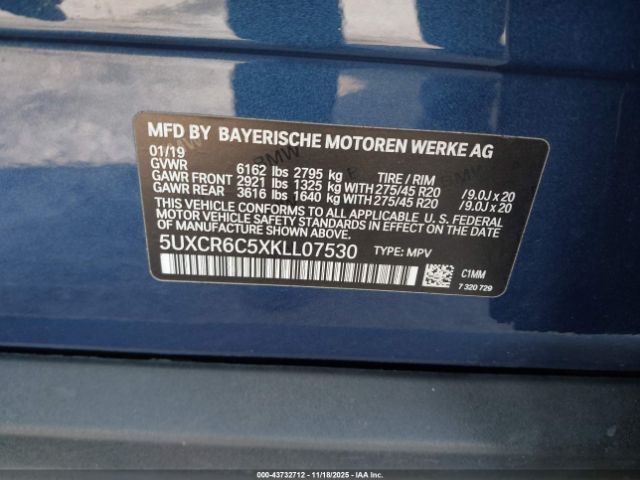 MFD BY BAYERISCHE MOTOREN WERKE AG
01/19
GVWR 6162 lbs 2795 kg TIRE / RIM
GAWR FRONT 2921 lbs 1325 kg WITH 275/45 R20 / 9.0J x 20
GAWR REAR 3616 lbs 1640 kg WITH 275/45 R20 / 9.0J x 20
THIS VEHICLE CONFORMS TO ALL APPLICABLE U.S. FEDERAL
MOTOR VEHICLE SAFETY STANDARDS IN EFFECT ON THE DATE
OF MANUFACTURE SHOWN ABOVE.
5UXCR6C5XKLL07530 TYPE: MPV
C1MM
7 320 729
000-43732712 - 11/18/2025 - IAAI.COM